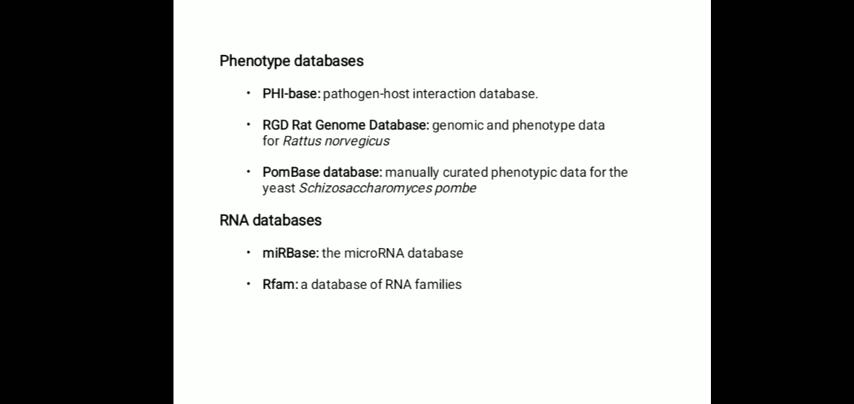 Phenotype databases
• PHI-base: pathogen-host interaction database.
• RGD Rat Genome Database: genomic and phenotype data
for Rattus norvegicus
• PomBase database: manually curated phenotypic data for the
yeast Schizosaccharomyces pombe
RNA databases
• miRBase: the microRNA database
• Rfam: a database of RNA families